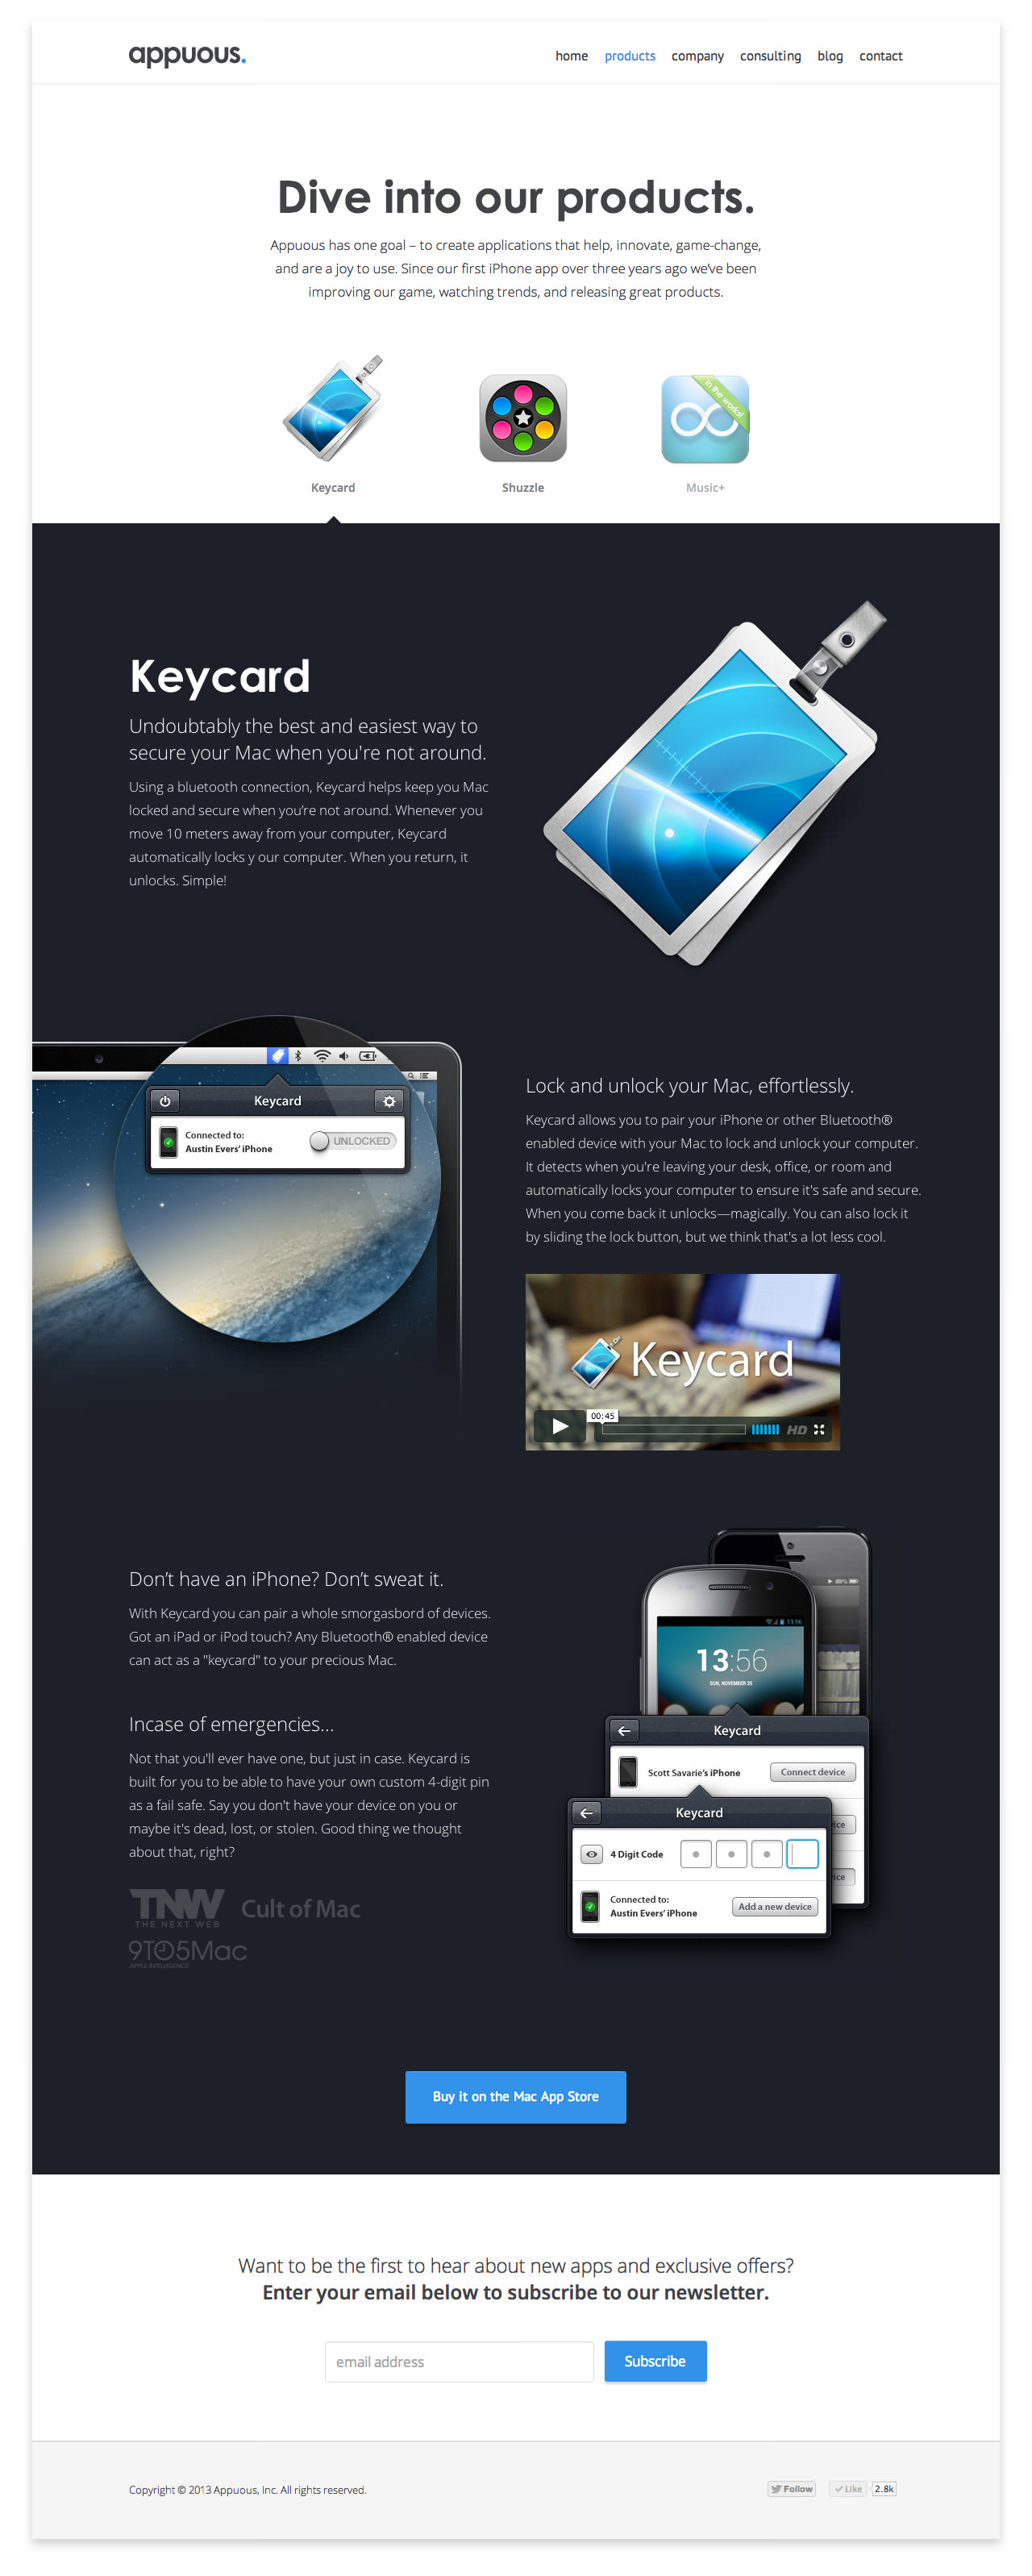 appuous.
home products company consulting blog contact
Dive into our products.
Appuous has one goal – to create applications that help, innovate, game-change,
and are a joy to use. Since our first iPhone app over three years ago we've been
improving our game, watching trends, and releasing great products.
in the works!
Keycard Shuzzle Music+
Keycard
Undoubtably the best and easiest way to
secure your Mac when you're not around.
Using a bluetooth connection, Keycard helps keep you Mac
locked and secure when you're not around. Whenever you
move 10 meters away from your computer, Keycard
automatically locks y our computer. When you return, it
unlocks. Simple!
Keycard
Connected to:
Austin Evers' iPhone
UNLOCKED
Lock and unlock your Mac, effortlessly.
Keycard allows you to pair your iPhone or other Bluetooth®
enabled device with your Mac to lock and unlock your computer.
It detects when you're leaving your desk, office, or room and
automatically locks your computer to ensure it's safe and secure.
When you come back it unlocks—magically. You can also lock it
by sliding the lock button, but we think that's a lot less cool.
Keycard
00:45
HD
Don't have an iPhone? Don't sweat it.
With Keycard you can pair a whole smorgasbord of devices.
Got an iPad or iPod touch? Any Bluetooth® enabled device
can act as a "keycard" to your precious Mac.
Incase of emergencies...
Not that you'll ever have one, but just in case. Keycard is
built for you to be able to have your own custom 4-digit pin
as a fail safe. Say you don't have your device on you or
maybe it's dead, lost, or stolen. Good thing we thought
about that, right?
TNW
THE NEXT WEB
Cult of Mac
9TO5Mac
APPLE INTELLIGENCE
80%
13:56
13:56
SUN, NOVEMBER 25
Keycard
Scott Savarie's iPhone
Connect device
Keycard
4 Digit Code
Connected to:
Austin Evers' iPhone
Add a new device
Buy it on the Mac App Store
Want to be the first to hear about new apps and exclusive offers?
Enter your email below to subscribe to our newsletter.
email address
Subscribe
Copyright © 2013 Appuous, Inc. All rights reserved.
Follow Like 2.8k